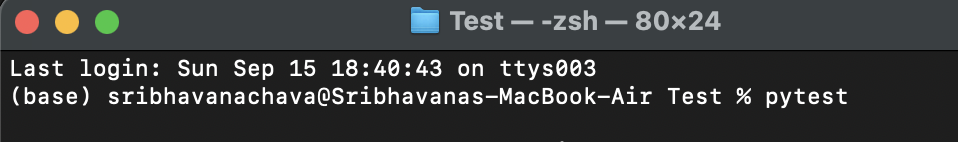 Test — -zsh — 80×24
Last login: Sun Sep 15 18:40:43 on ttys003
(base) sribhavanachava@Sribhavanas-MacBook-Air Test % pytest